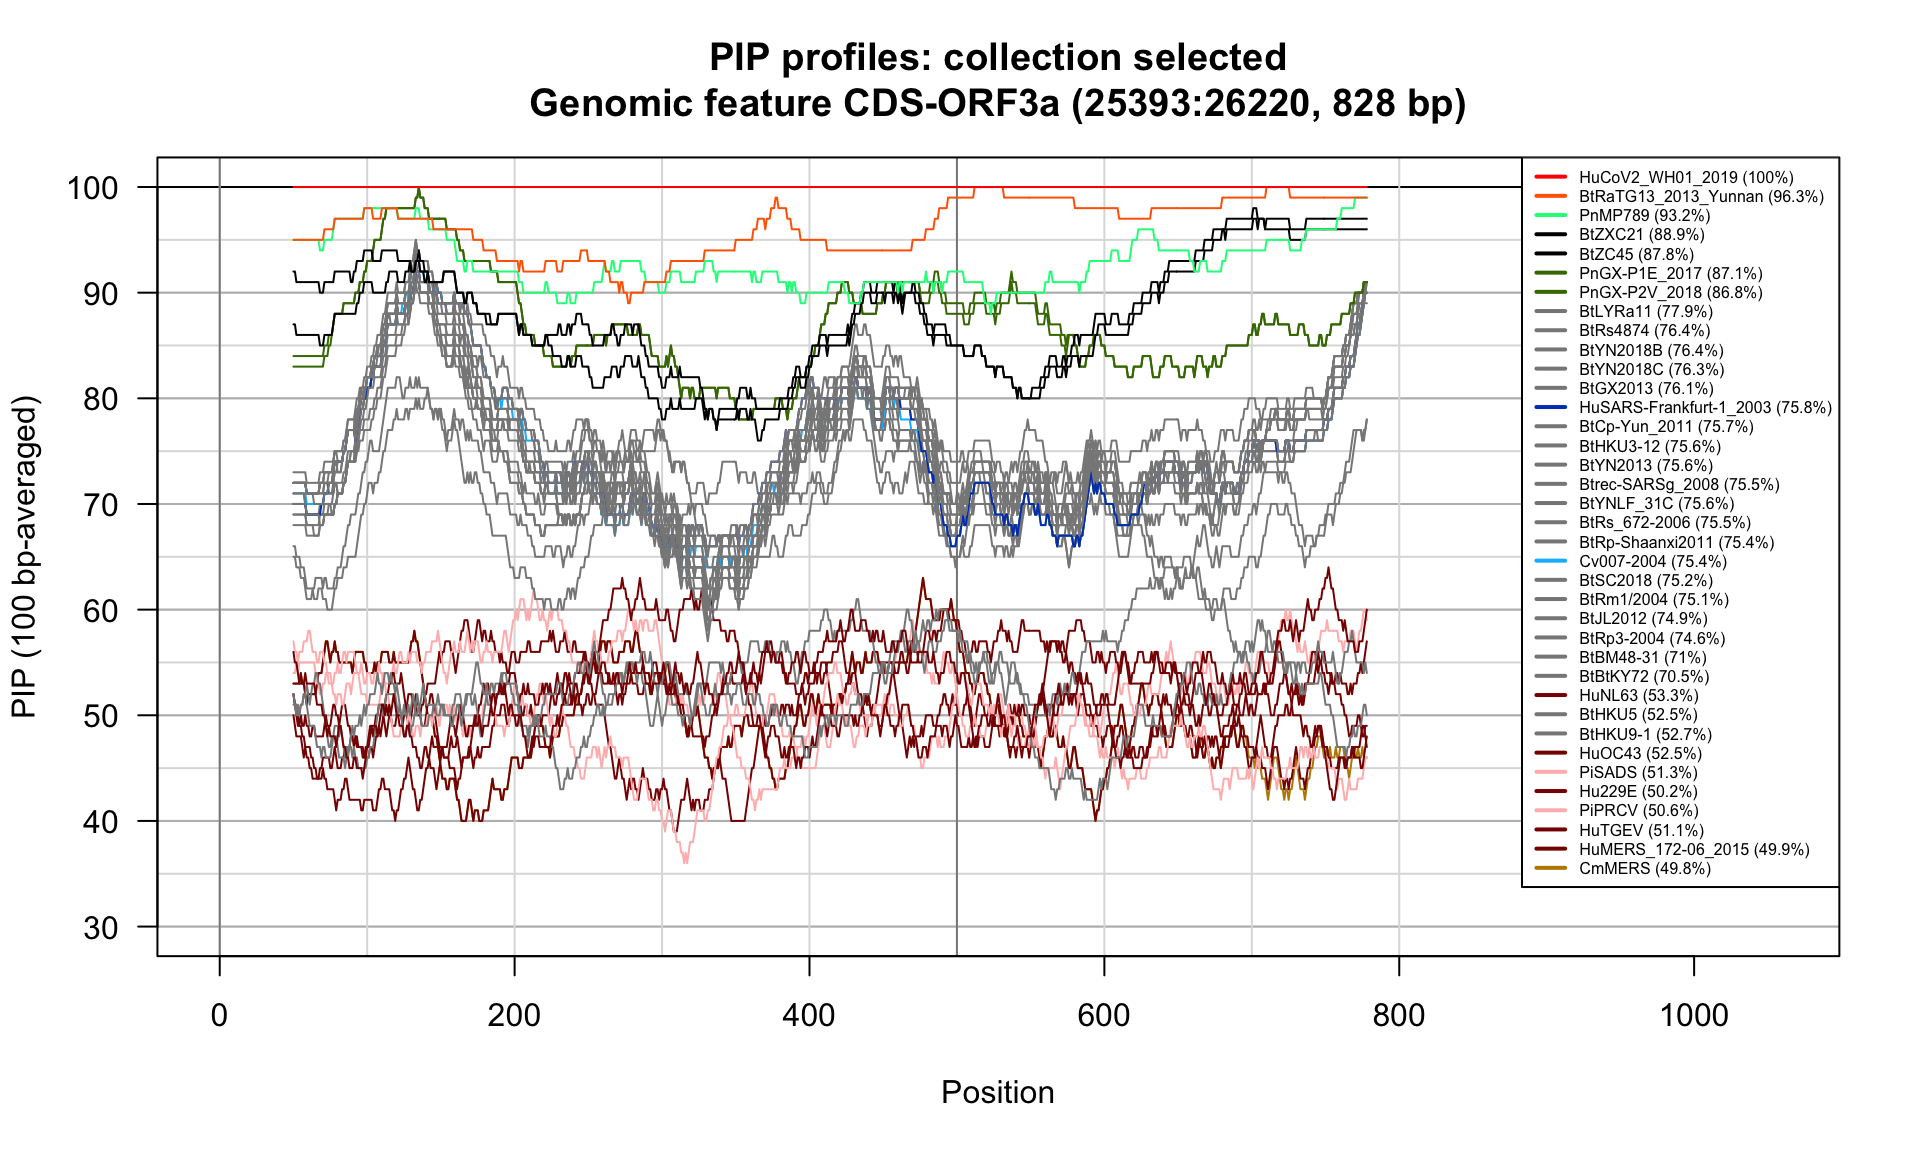 PIP profiles: collection selected
Genomic feature CDS-ORF3a (25393:26220, 828 bp)
PIP (100 bp-averaged)
100
90
80
70
60
50
40
30
0
200
400
600
800
1000
Position
HuCoV2_WH01_2019 (100%)
BtRaTG13_2013_Yunnan (96.3%)
PnMP789 (93.2%)
BtZXC21 (88.9%)
BtZC45 (87.8%)
PnGX-P1E_2017 (87.1%)
PnGX-P2V_2018 (86.8%)
BtLYRa11 (77.9%)
BtRs4874 (76.4%)
BtYN2018B (76.4%)
BtYN2018C (76.3%)
BtGX2013 (76.1%)
HuSARS-Frankfurt-1_2003 (75.8%)
BtCp-Yun_2011 (75.7%)
BtHKU3-12 (75.6%)
BtYN2013 (75.6%)
Btrec-SARSg_2008 (75.5%)
BtYNLF_31C (75.6%)
BtRs_672-2006 (75.5%)
BtRp-Shaanxi2011 (75.4%)
Cv007-2004 (75.4%)
BtSC2018 (75.2%)
BtRm1/2004 (75.1%)
BtJL2012 (74.9%)
BtRp3-2004 (74.6%)
BtBM48-31 (71%)
BtBtKY72 (70.5%)
HuNL63 (53.3%)
BtHKU5 (52.5%)
BtHKU9-1 (52.7%)
HuOC43 (52.5%)
PiSADS (51.3%)
Hu229E (50.2%)
PiPRCV (50.6%)
HuTGEV (51.1%)
HuMERS_172-06_2015 (49.9%)
CmMERS (49.8%)